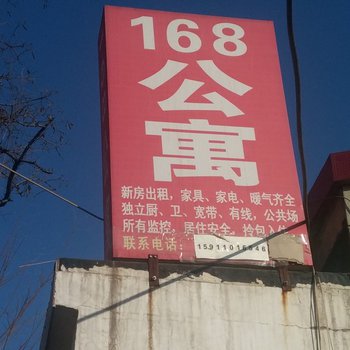 168
公
寓
新房出租，家具、家电、暖气齐全
独立厨、卫、宽带、有线，公共场
所有监控，居住安全，拎包入住
联系电话：15911016646